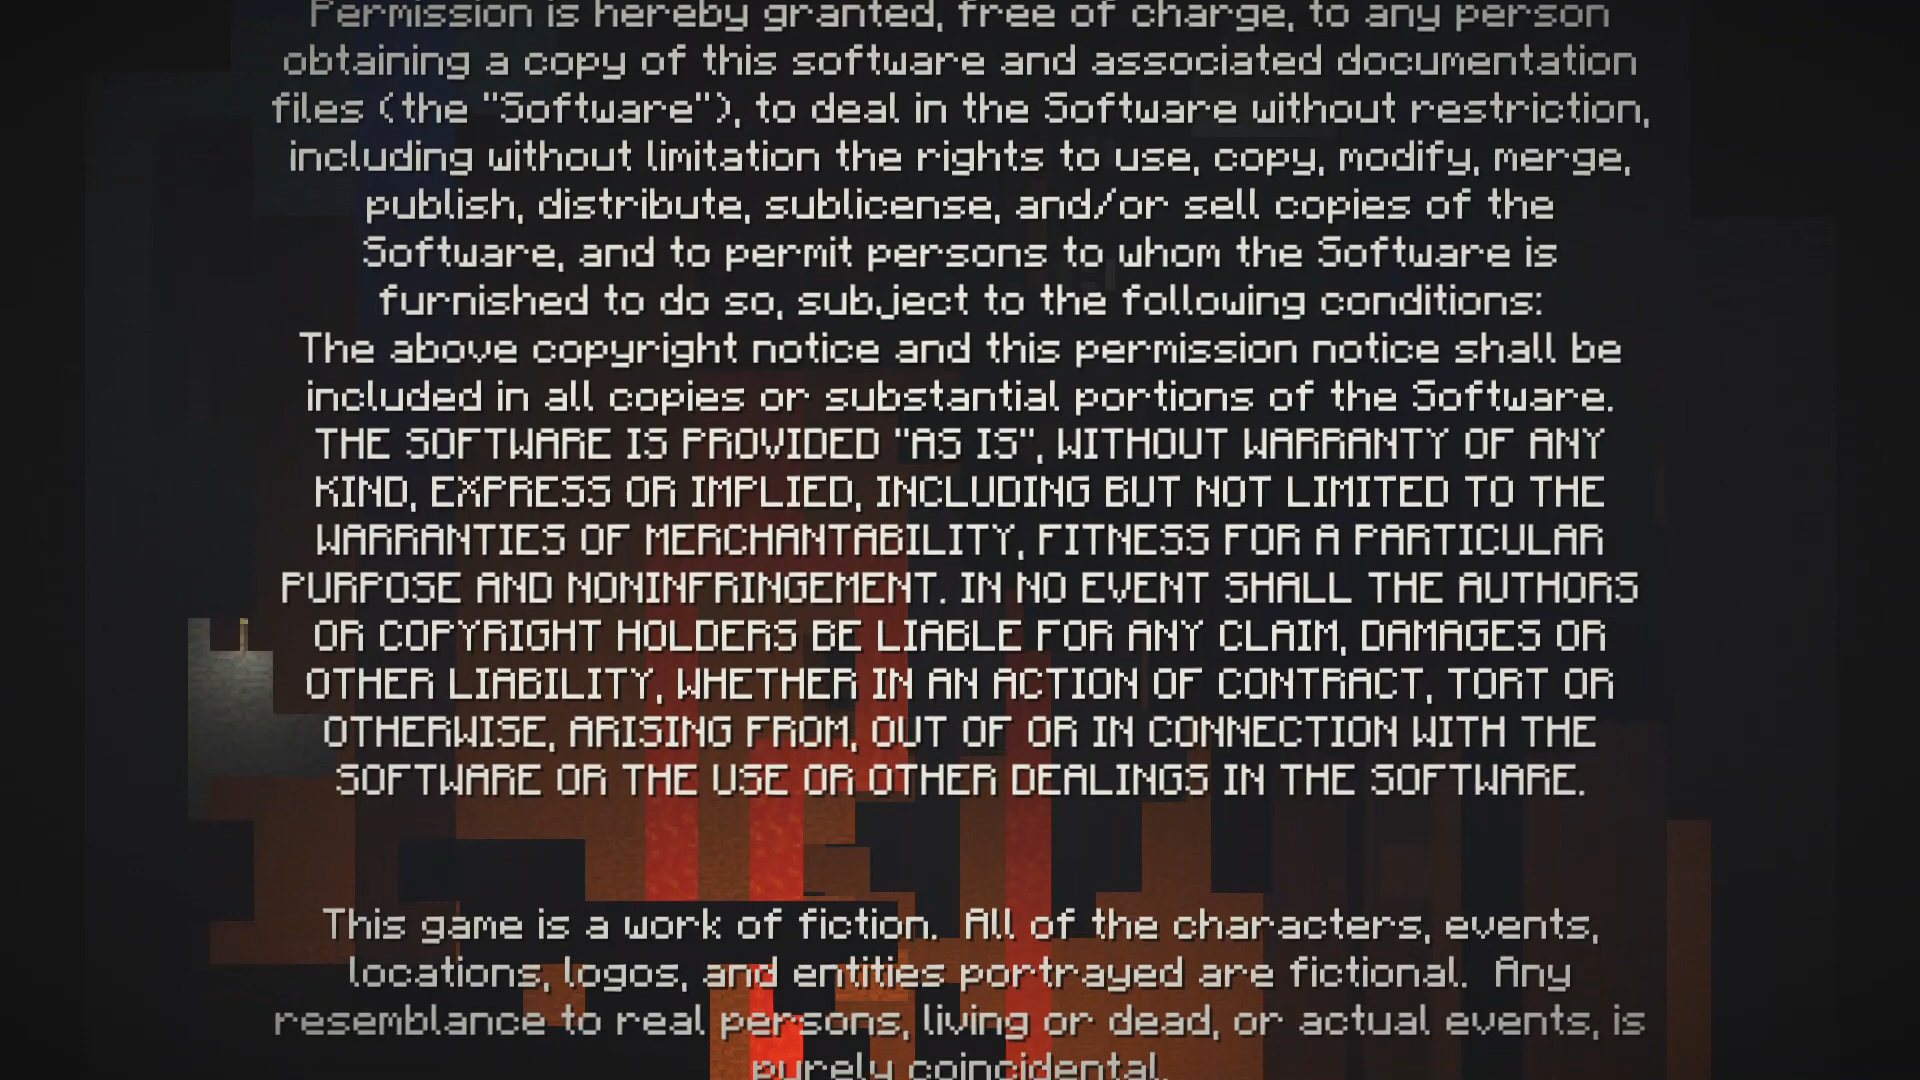 Permission is hereby granted, free of charge, to any person
obtaining a copy of this software and associated documentation
files (the "Software"), to deal in the Software without restriction,
including without limitation the rights to use, copy, modify, merge,
publish, distribute, sublicense, and/or sell copies of the
Software, and to permit persons to whom the Software is
furnished to do so, subject to the following conditions:
The above copyright notice and this permission notice shall be
included in all copies or substantial portions of the Software.
THE SOFTWARE IS PROVIDED "AS IS", WITHOUT WARRANTY OF ANY
KIND, EXPRESS OR IMPLIED, INCLUDING BUT NOT LIMITED TO THE
WARRANTIES OF MERCHANTABILITY, FITNESS FOR A PARTICULAR
PURPOSE AND NONINFRINGEMENT. IN NO EVENT SHALL THE AUTHORS
OR COPYRIGHT HOLDERS BE LIABLE FOR ANY CLAIM, DAMAGES OR
OTHER LIABILITY, WHETHER IN AN ACTION OF CONTRACT, TORT OR
OTHERWISE, ARISING FROM, OUT OF OR IN CONNECTION WITH THE
SOFTWARE OR THE USE OR OTHER DEALINGS IN THE SOFTWARE.
This game is a work of fiction.  All of the characters, events,
locations, logos, and entities portrayed are fictional.  Any
resemblance to real persons, living or dead, or actual events, is
purely coincidental.